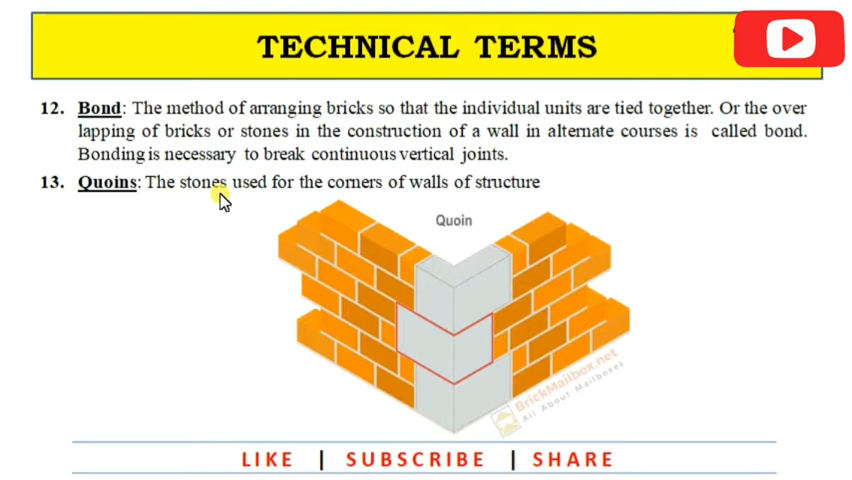 TECHNICAL TERMS
12. Bond: The method of arranging bricks so that the individual units are tied together. Or the over
lapping of bricks or stones in the construction of a wall in alternate courses is called bond.
Bonding is necessary to break continuous vertical joints.
13. Quoins: The stones used for the corners of walls of structure
Quoin
BrickMailbox.net
All About Mailboxes
LIKE | SUBSCRIBE | SHARE